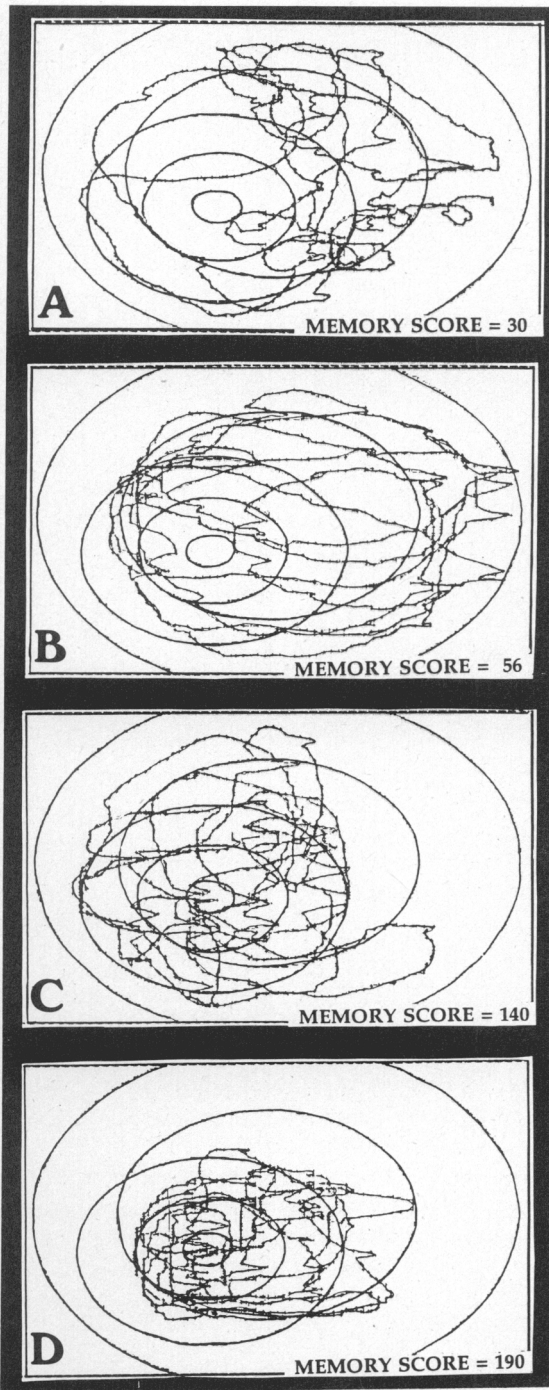 A
MEMORY SCORE = 30
B
MEMORY SCORE = 56
C
MEMORY SCORE = 140
D
MEMORY SCORE = 190